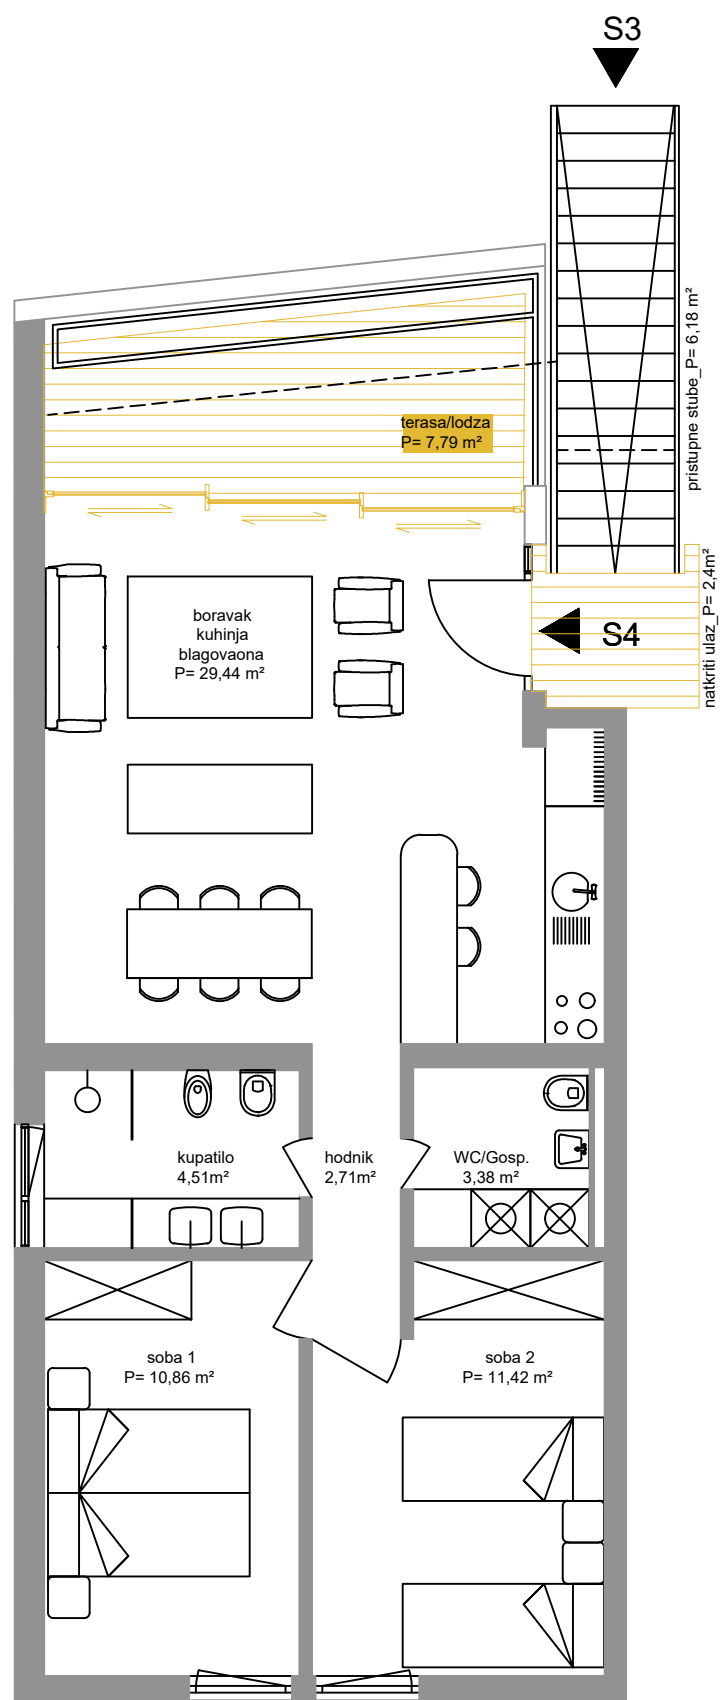 S3
pristupne stube_P= 6,18 m²
terasa/lodza
P= 7,79 m²
natkriti ulaz_P= 2,4m²
S4
boravak
kuhinja
blagovaona
P= 29,44 m²
kupatilo
4,51m²
hodnik
2,71m²
WC/Gosp.
3,38 m²
soba 1
P= 10,86 m²
soba 2
P= 11,42 m²